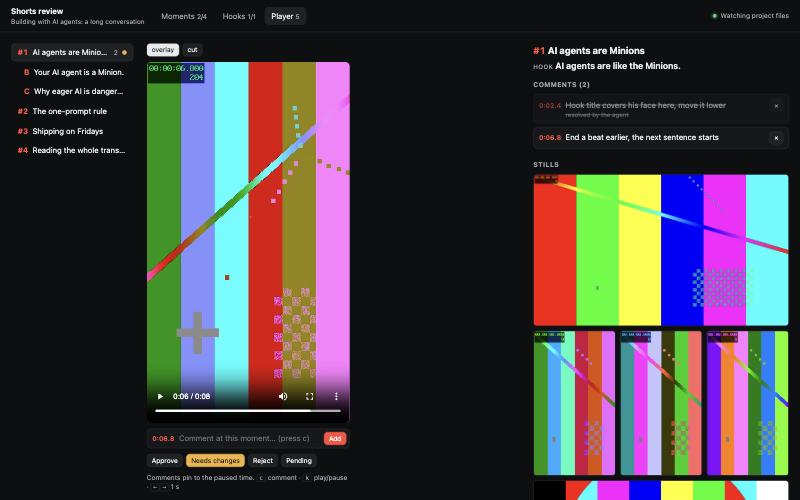 Shorts review
Building with AI agents: a long conversation
Moments 2/4
Hooks 1/1
Player 5
Watching project files
#1 AI agents are Minio... 2
B Your AI agent is a Minion.
C Why eager AI is danger...
#2 The one-prompt rule
#3 Shipping on Fridays
#4 Reading the whole trans...
overlay
cut
00:00:06.000
204
0:06 / 0:08
0:06.8 Comment at this moment... (press c)
Add
Approve
Needs changes
Reject
Pending
Comments pin to the paused time. c comment · k play/pause
· ← → 1 s
#1 AI agents are Minions
HOOK AI agents are like the Minions.
COMMENTS (2)
0:02.4 Hook title covers his face here, move it lower ×
resolved by the agent
0:06.8 End a beat earlier, the next sentence starts ×
STILLS